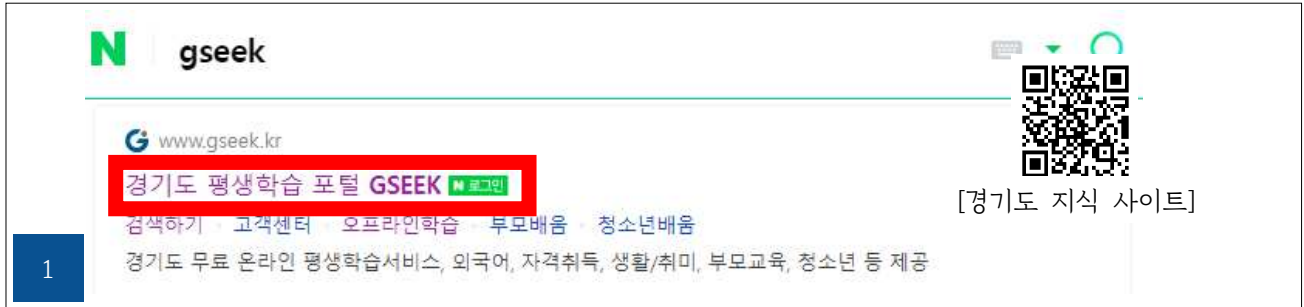 N gseek
www.gseek.kr
경기도 평생학습 포털 GSEEK N 로그인
검색하기 · 고객센터 · 오프라인학습 · 부모배움 · 청소년배움
경기도 무료 온라인 평생학습서비스, 외국어, 자격취득, 생활/취미, 부모교육, 청소년 등 제공
[경기도 지식 사이트]
1